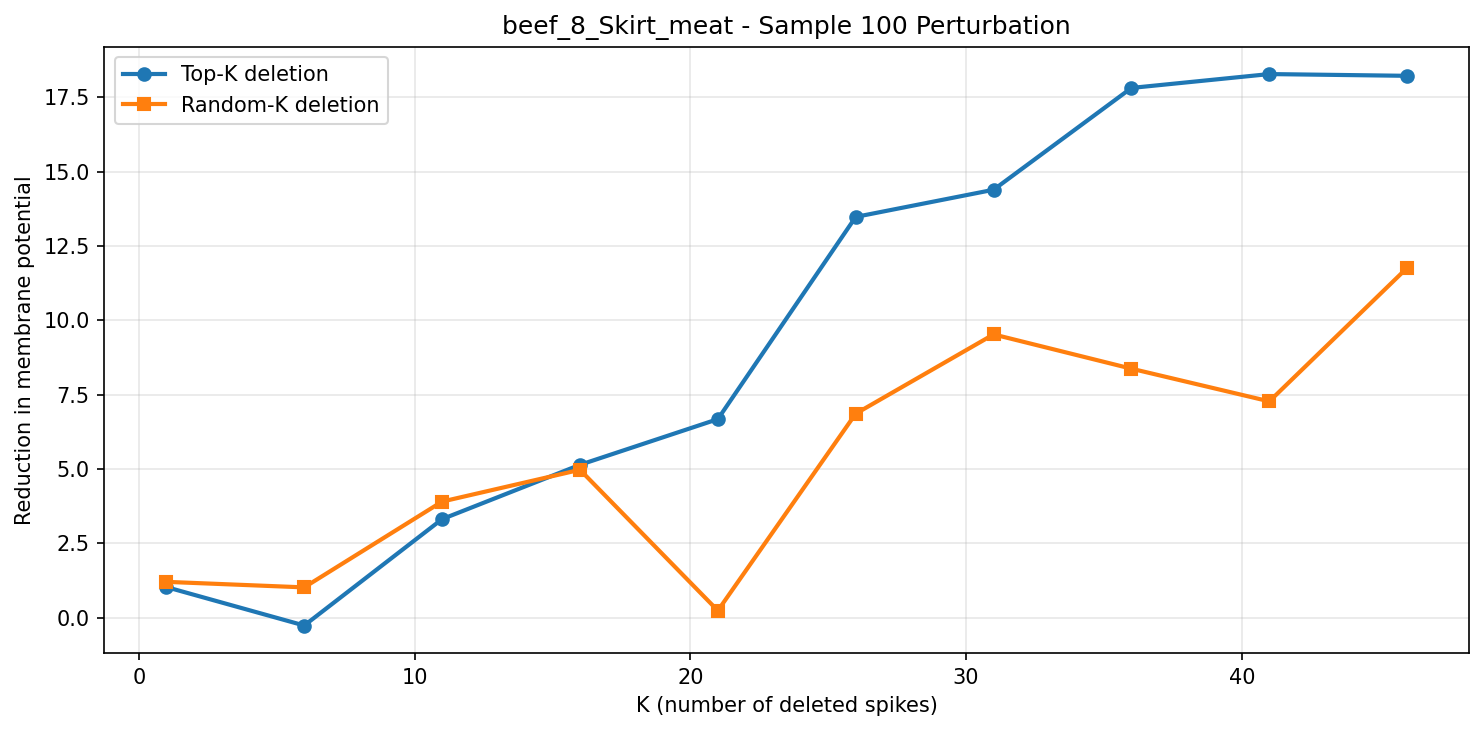 beef_8_Skirt_meat - Sample 100 Perturbation
Top-K deletion
Random-K deletion
Reduction in membrane potential
17.5
15.0
12.5
10.0
7.5
5.0
2.5
0.0
0 10 20 30 40
K (number of deleted spikes)